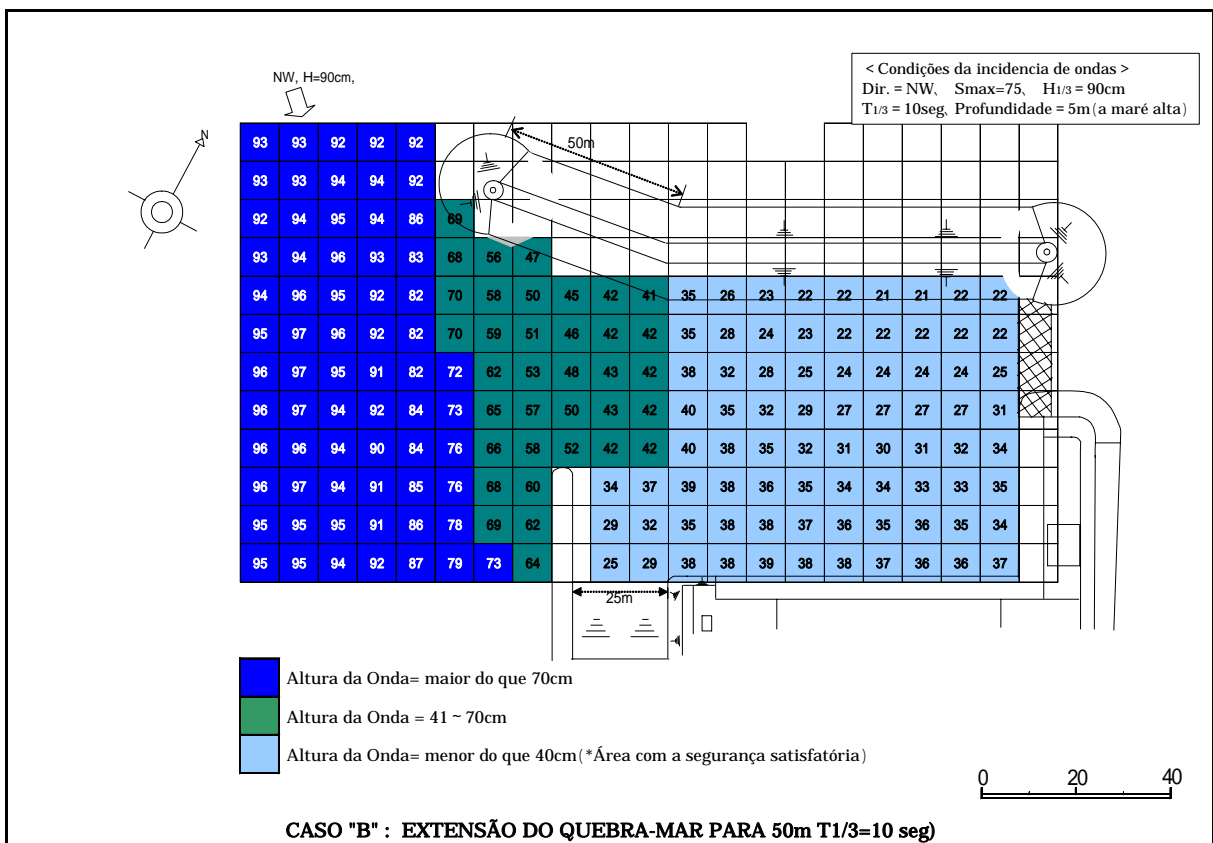 < Condições da incidencia de ondas >
Dir. = NW、 Smax=75、 H1/3 = 90cm
T1/3 = 10seg、Profundidade = 5m(a maré alta)
NW, H=90cm,
N
50m
93 93 92 92 92
93 93 94 94 92
92 94 95 94 86 69
93 94 96 93 83 68 56 47
94 96 95 92 82 70 58 50 45 42 41 35 26 23 22 22 21 21 22 22
95 97 96 92 82 70 59 51 46 42 42 35 28 24 23 22 22 22 22 22
96 97 95 91 82 72 62 53 48 43 42 38 32 28 25 24 24 24 24 25
96 97 94 92 84 73 65 57 50 43 42 40 35 32 29 27 27 27 27 31
96 96 94 90 84 76 66 58 52 42 42 40 38 35 32 31 30 31 32 34
96 97 94 91 85 76 68 60 34 37 39 38 36 35 34 34 33 33 35
95 95 95 91 86 78 69 62 29 32 35 38 38 37 36 35 36 35 34
95 95 94 92 87 79 73 64 25 29 38 38 39 38 38 37 36 36 37
25m
Altura da Onda= maior do que 70cm
Altura da Onda = 41 ~ 70cm
Altura da Onda= menor do que 40cm(*Área com a segurança satisfatória)
0 20 40
CASO "B" : EXTENSÃO DO QUEBRA-MAR PARA 50m T1/3=10 seg)